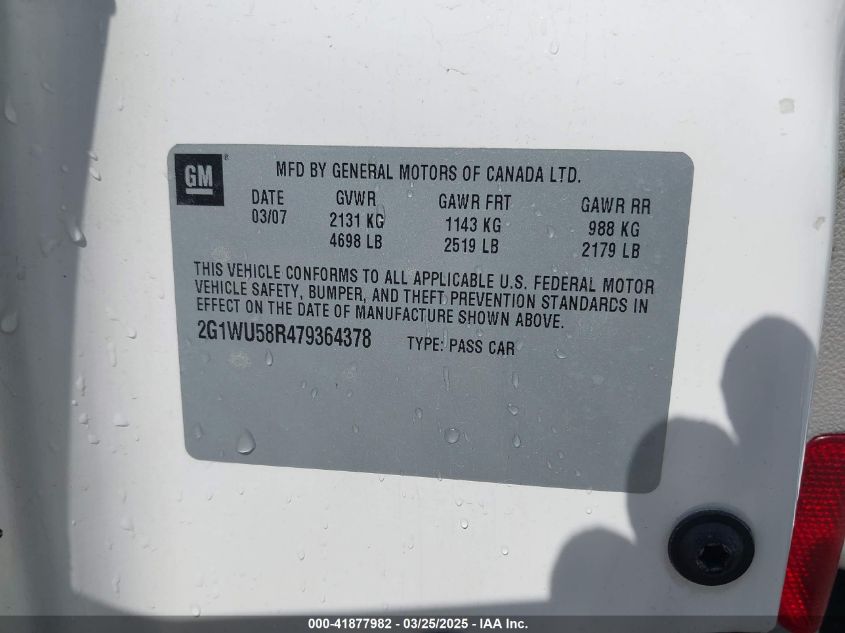 GM ®
MFD BY GENERAL MOTORS OF CANADA LTD.
DATE GVWR GAWR FRT GAWR RR
03/07 2131 KG 1143 KG 988 KG
4698 LB 2519 LB 2179 LB
THIS VEHICLE CONFORMS TO ALL APPLICABLE U.S. FEDERAL MOTOR
VEHICLE SAFETY, BUMPER, AND THEFT PREVENTION STANDARDS IN
EFFECT ON THE DATE OF MANUFACTURE SHOWN ABOVE.
2G1WU58R479364378 TYPE: PASS CAR
000-41877982 - 03/25/2025 - © IAA Holdings, LLC - IAA, Inc.